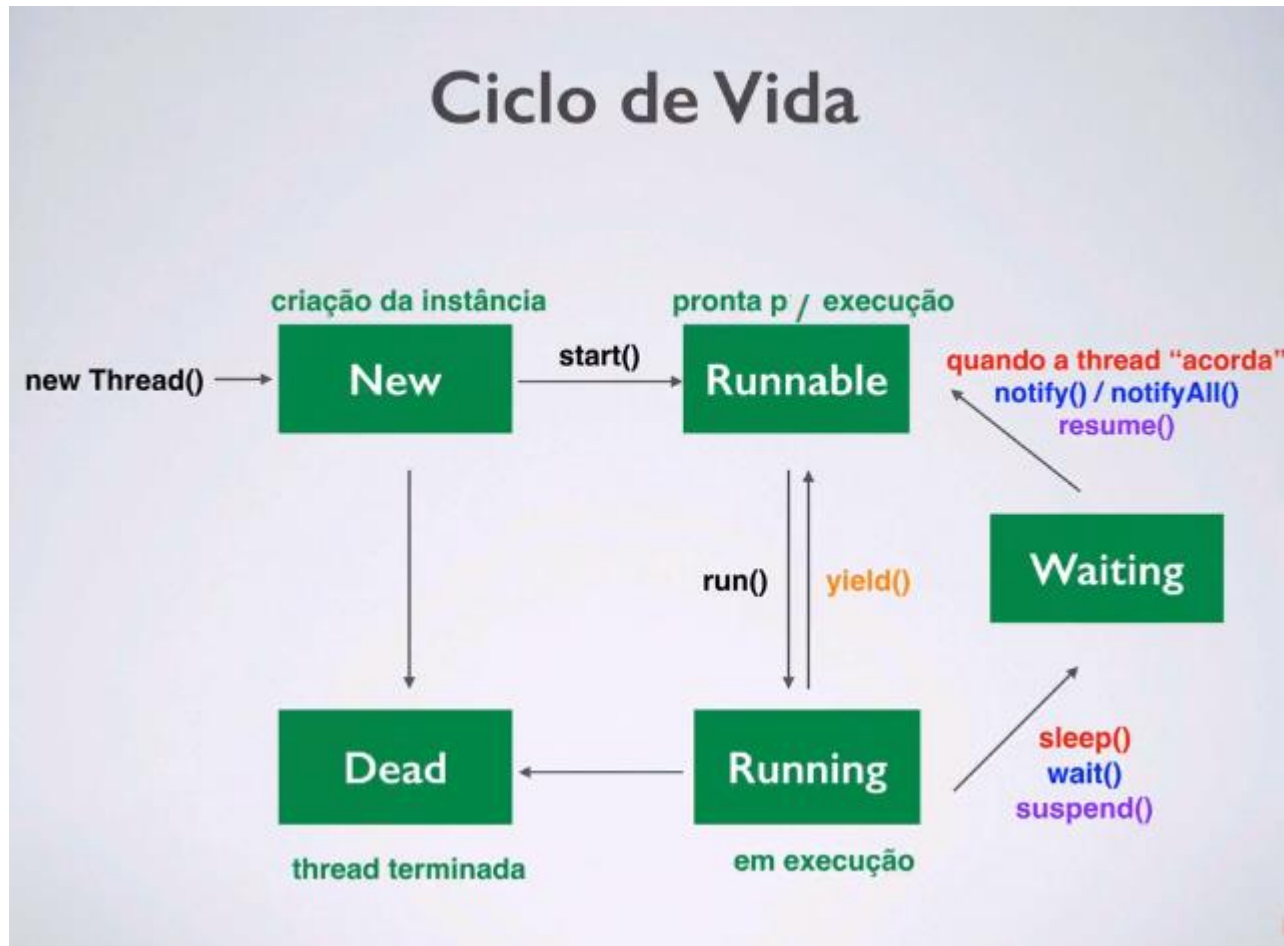 Ciclo de Vida
criação da instância
pronta p / execução
new Thread()
New
start()
Runnable
quando a thread “acorda”
notify() / notifyAll()
resume()
run()
yield()
Waiting
Dead
Running
sleep()
wait()
suspend()
thread terminada
em execução